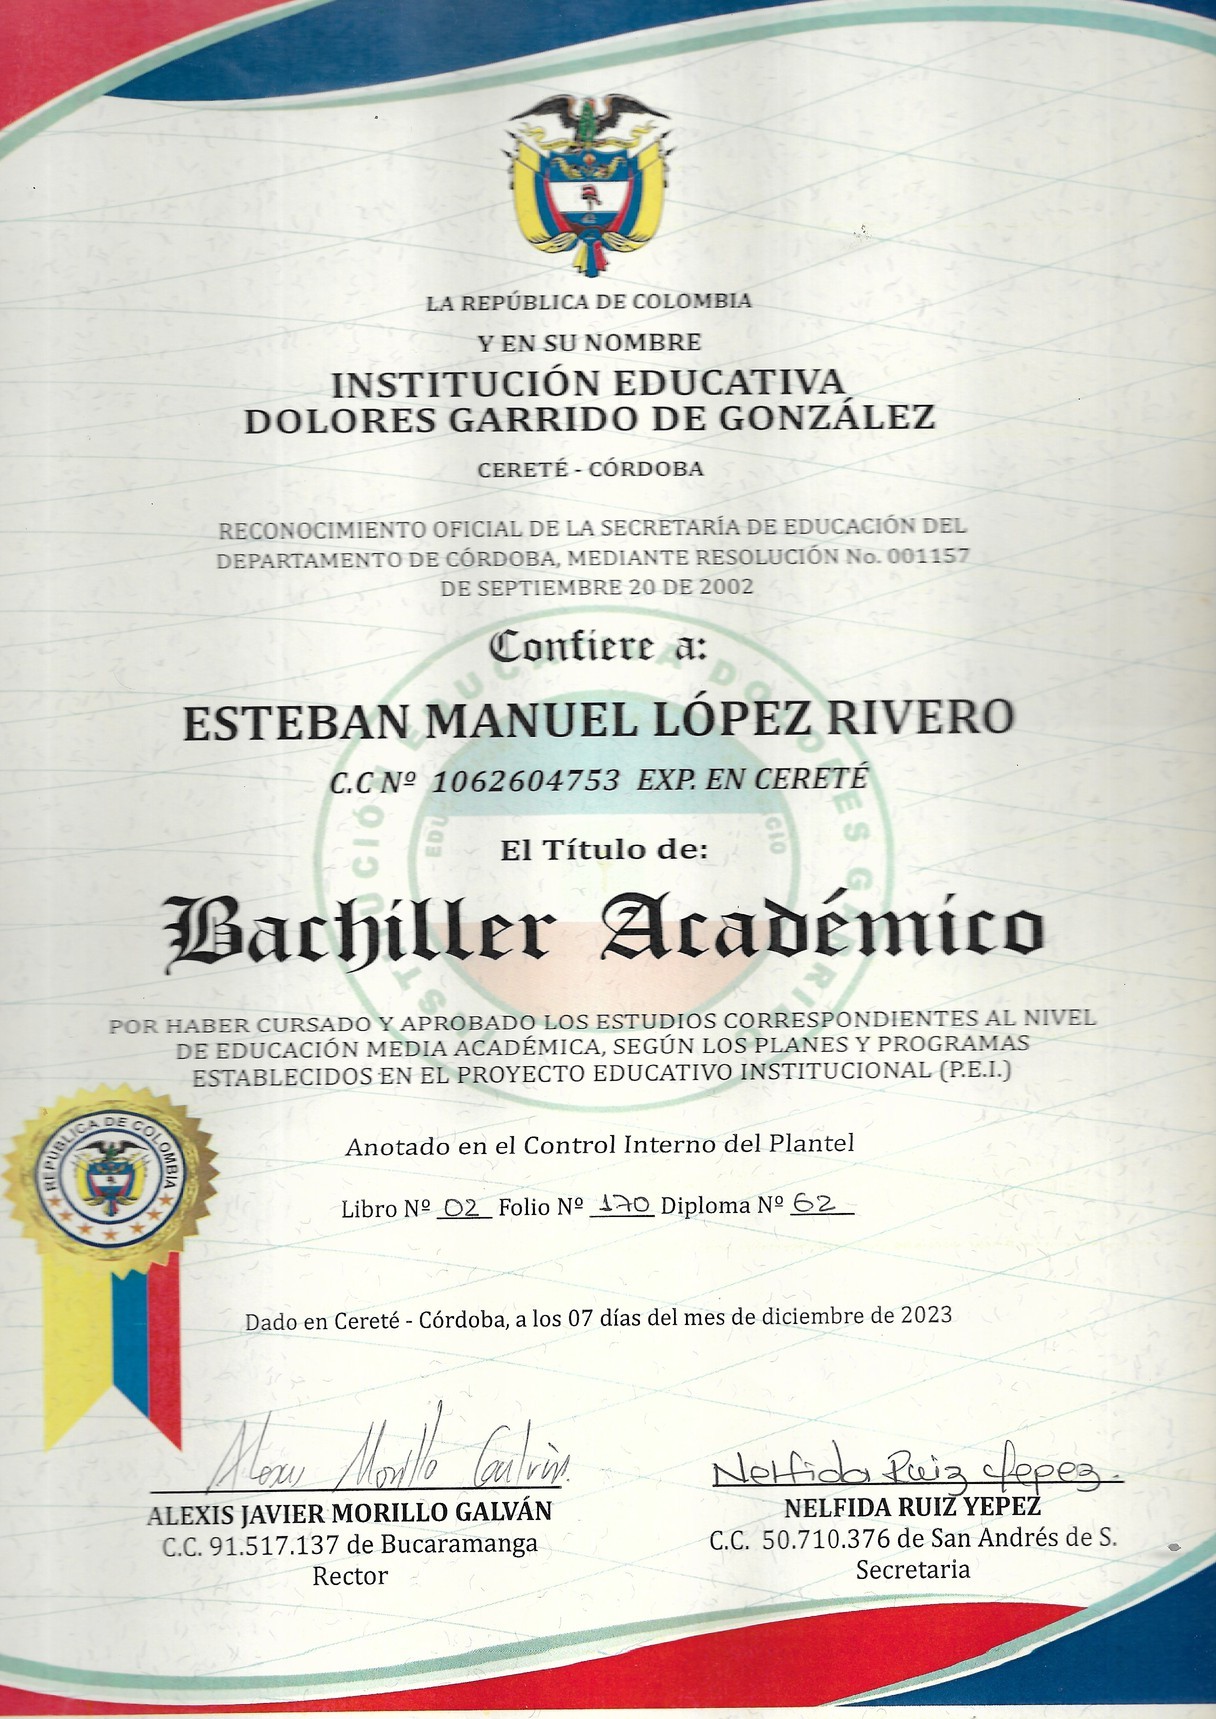 LA REPÚBLICA DE COLOMBIA
Y EN SU NOMBRE
INSTITUCIÓN EDUCATIVA
DOLORES GARRIDO DE GONZÁLEZ
CERETÉ - CÓRDOBA
RECONOCIMIENTO OFICIAL DE LA SECRETARÍA DE EDUCACIÓN DEL
DEPARTAMENTO DE CÓRDOBA, MEDIANTE RESOLUCIÓN No. 001157
DE SEPTIEMBRE 20 DE 2002
Confiere a:
ESTEBAN MANUEL LÓPEZ RIVERO
C.C Nº 1062604753 EXP. EN CERETÉ
El Título de:
Bachiller Académico
POR HABER CURSADO Y APROBADO LOS ESTUDIOS CORRESPONDIENTES AL NIVEL
DE EDUCACIÓN MEDIA ACADÉMICA, SEGÚN LOS PLANES Y PROGRAMAS
ESTABLECIDOS EN EL PROYECTO EDUCATIVO INSTITUCIONAL (P.E.I.)
REPÚBLICA DE COLOMBIA
Anotado en el Control Interno del Plantel
Libro Nº 02 Folio Nº 170 Diploma Nº 62
Dado en Cereté - Córdoba, a los 07 días del mes de diciembre de 2023
Alexis Morillo Galván
Nelfida Ruiz Yepez
ALEXIS JAVIER MORILLO GALVÁN
C.C. 91.517.137 de Bucaramanga
Rector
NELFIDA RUIZ YEPEZ
C.C. 50.710.376 de San Andrés de S.
Secretaria